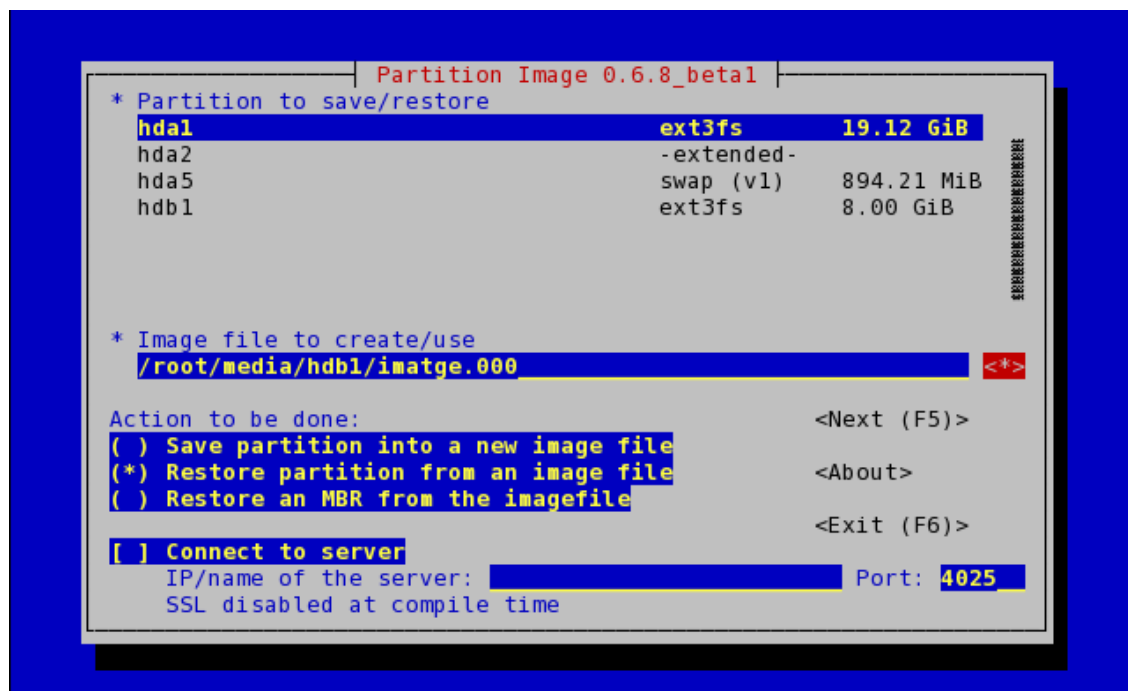 Partition Image 0.6.8_beta1
* Partition to save/restore
hda1 ext3fs 19.12 GiB
hda2 -extended-
hda5 swap (v1) 894.21 MiB
hdb1 ext3fs 8.00 GiB
* Image file to create/use
/root/media/hdb1/imatge.000 <*>
Action to be done: <Next (F5)>
( ) Save partition into a new image file
(*) Restore partition from an image file <About>
( ) Restore an MBR from the imagefile
<Exit (F6)>
[ ] Connect to server
IP/name of the server: Port: 4025
SSL disabled at compile time